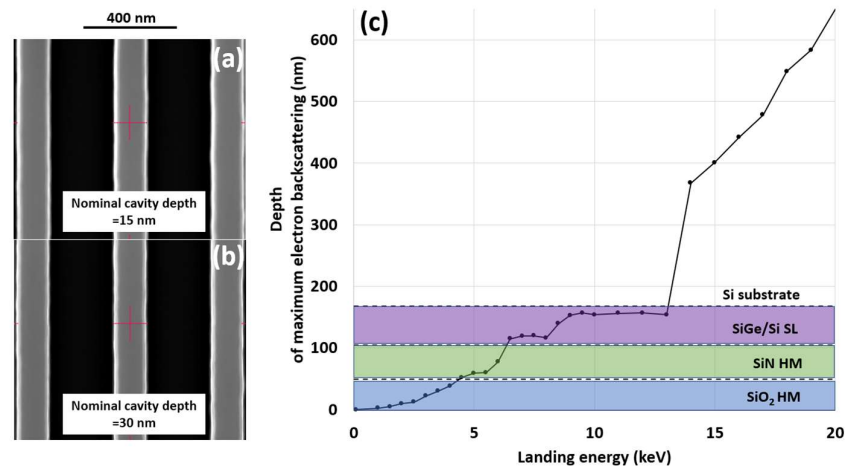 400 nm
(a)
Nominal cavity depth
=15 nm
(b)
Nominal cavity depth
=30 nm
(c)
Depth
of maximum electron backscattering (nm)
600
500
400
300
200
100
0
Si substrate
SiGe/Si SL
SiN HM
SiO₂ HM
0
5
10
15
20
Landing energy (keV)